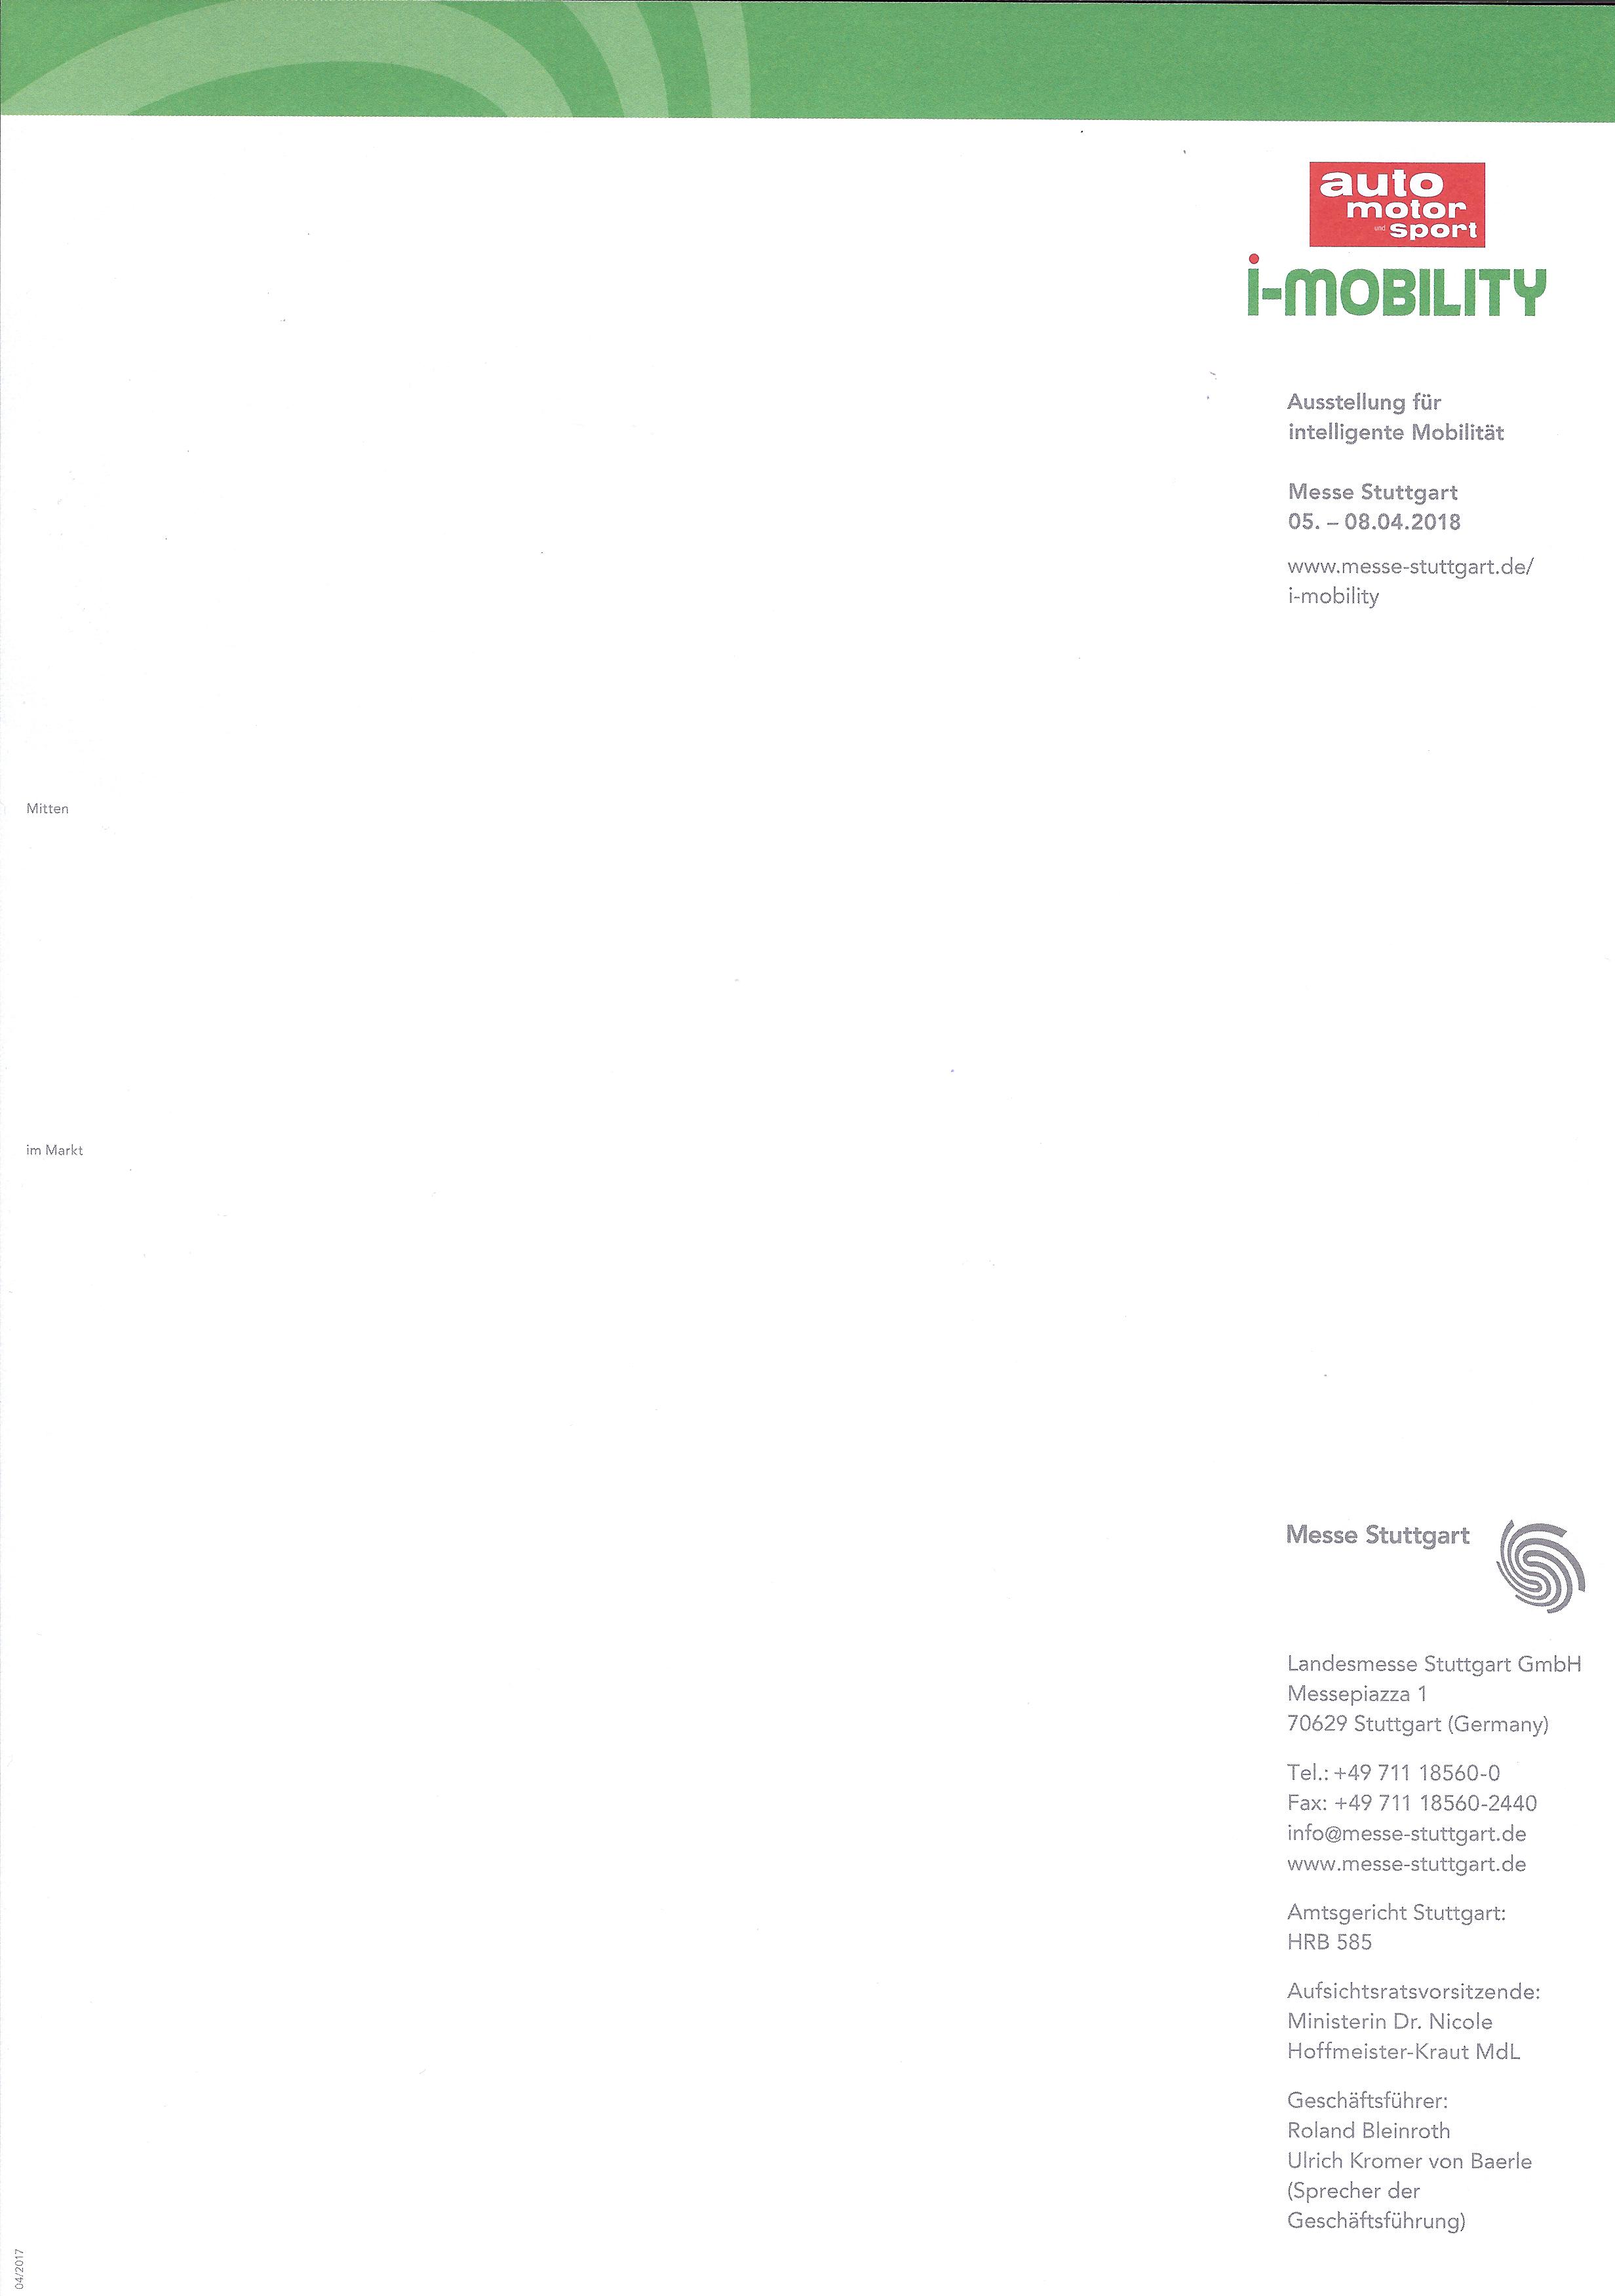 auto
motor
und sport
i-MOBILITY
Ausstellung für
intelligente Mobilität
Messe Stuttgart
05. – 08.04.2018
www.messe-stuttgart.de/
i-mobility
Mitten
im Markt
Messe Stuttgart
Landesmesse Stuttgart GmbH
Messepiazza 1
70629 Stuttgart (Germany)
Tel.: +49 711 18560-0
Fax: +49 711 18560-2440
info@messe-stuttgart.de
www.messe-stuttgart.de
Amtsgericht Stuttgart:
HRB 585
Aufsichtsratsvorsitzende:
Ministerin Dr. Nicole
Hoffmeister-Kraut MdL
Geschäftsführer:
Roland Bleinroth
Ulrich Kromer von Baerle
(Sprecher der
Geschäftsführung)
04/2017